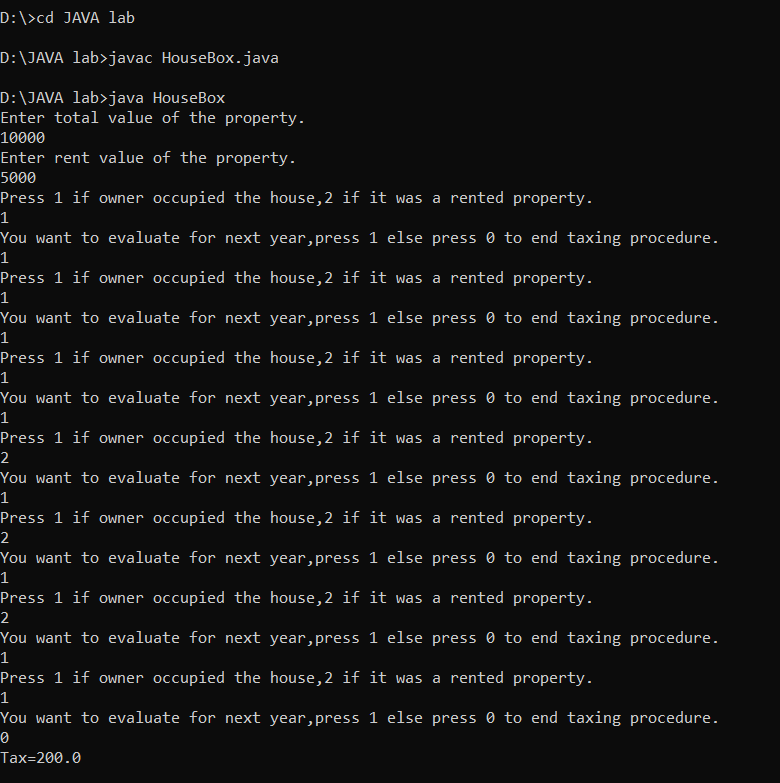 D:\>cd JAVA lab
D:\JAVA lab>javac HouseBox.java
D:\JAVA lab>java HouseBox
Enter total value of the property.
10000
Enter rent value of the property.
5000
Press 1 if owner occupied the house,2 if it was a rented property.
1
You want to evaluate for next year,press 1 else press 0 to end taxing procedure.
1
Press 1 if owner occupied the house,2 if it was a rented property.
1
You want to evaluate for next year,press 1 else press 0 to end taxing procedure.
1
Press 1 if owner occupied the house,2 if it was a rented property.
1
You want to evaluate for next year,press 1 else press 0 to end taxing procedure.
1
Press 1 if owner occupied the house,2 if it was a rented property.
2
You want to evaluate for next year,press 1 else press 0 to end taxing procedure.
1
Press 1 if owner occupied the house,2 if it was a rented property.
2
You want to evaluate for next year,press 1 else press 0 to end taxing procedure.
1
Press 1 if owner occupied the house,2 if it was a rented property.
2
You want to evaluate for next year,press 1 else press 0 to end taxing procedure.
1
Press 1 if owner occupied the house,2 if it was a rented property.
1
You want to evaluate for next year,press 1 else press 0 to end taxing procedure.
0
Tax=200.0